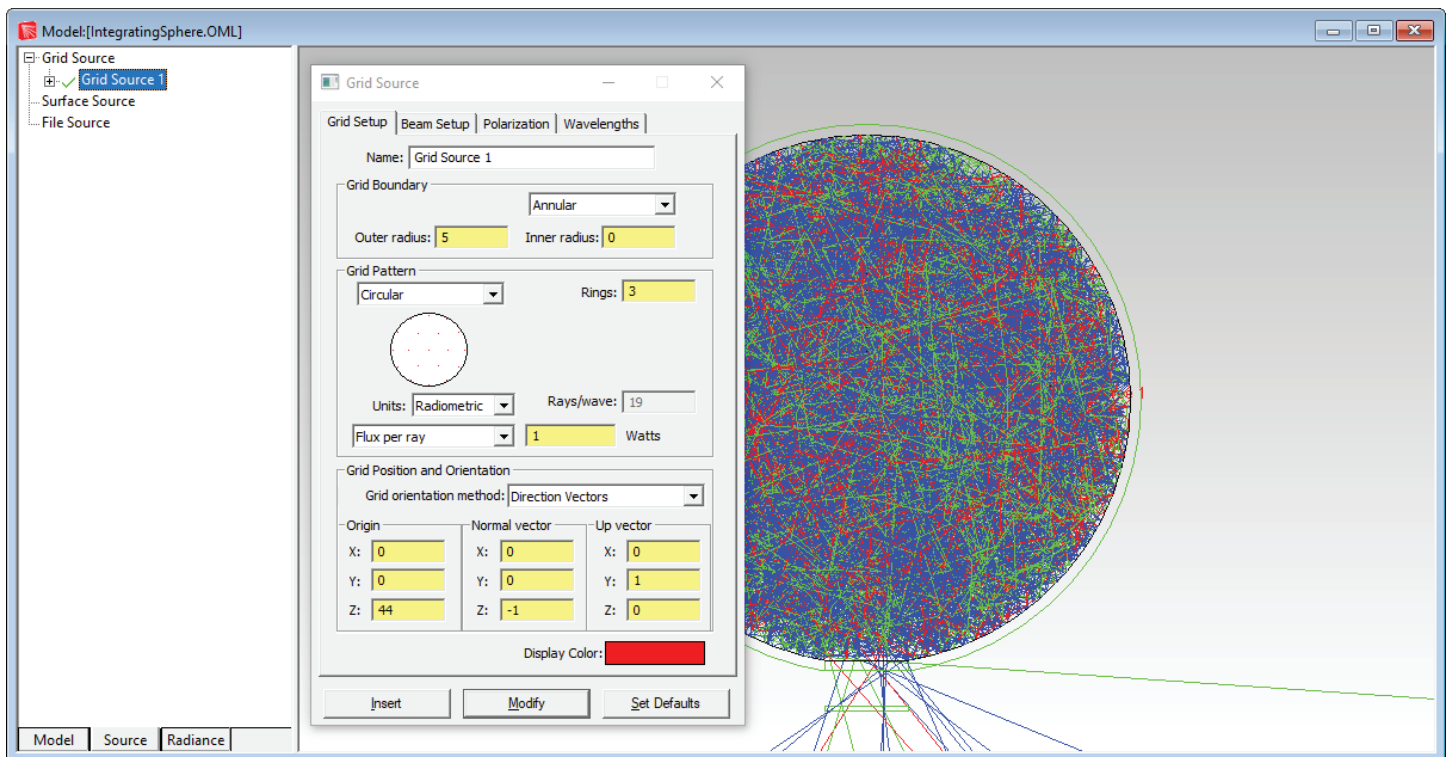 Model:[IntegratingSphere.OML]
Grid Source
Grid Source 1
Surface Source
File Source
Grid Source
Grid Setup Beam Setup Polarization Wavelengths
Name: Grid Source 1
Grid Boundary
Annular
Outer radius: 5 Inner radius: 0
Grid Pattern
Circular Rings: 3
Units: Radiometric Rays/wave: 19
Flux per ray 1 Watts
Grid Position and Orientation
Grid orientation method: Direction Vectors
Origin Normal vector Up vector
X: 0 X: 0 X: 0
Y: 0 Y: 0 Y: 1
Z: 44 Z: -1 Z: 0
Display Color:
Insert Modify Set Defaults
Model Source Radiance